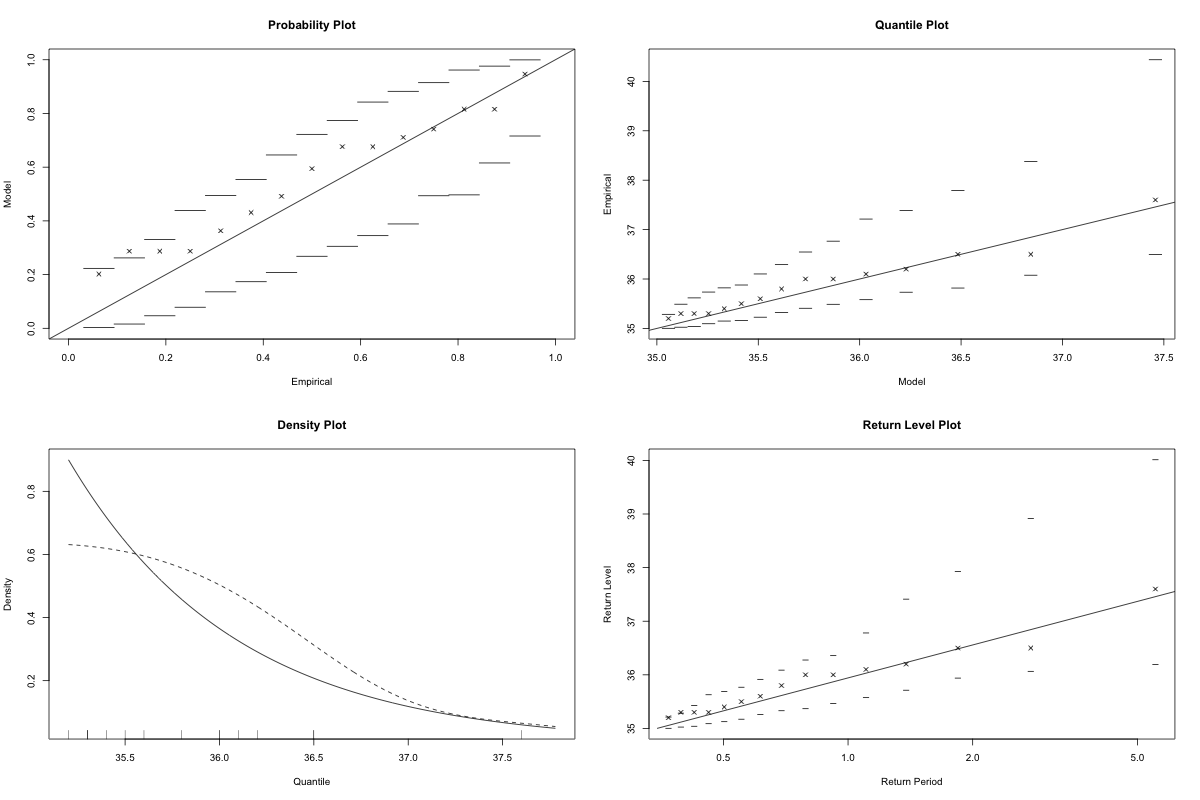 Probability Plot
Model
1.0
0.8
0.6
0.4
0.2
0.0
0.0 0.2 0.4 0.6 0.8 1.0
Empirical
Quantile Plot
Empirical
40
39
38
37
36
35
35.0 35.5 36.0 36.5 37.0 37.5
Model
Density Plot
Density
0.8
0.6
0.4
0.2
35.5 36.0 36.5 37.0 37.5
Quantile
Return Level Plot
Return Level
40
39
38
37
36
35
0.5 1.0 2.0 5.0
Return Period